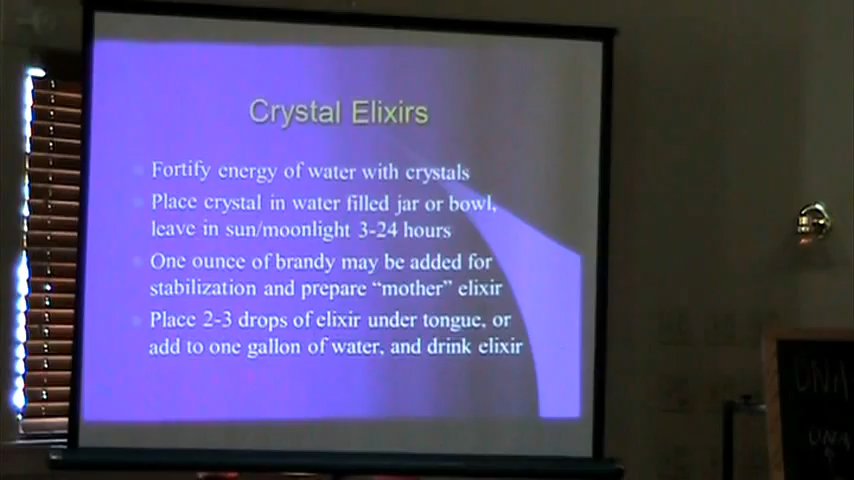 Crystal Elixirs
Fortify energy of water with crystals
Place crystal in water filled jar or bowl,
leave in sun/moonlight 3-24 hours
One ounce of brandy may be added for
stabilization and prepare “mother” elixir
Place 2-3 drops of elixir under tongue, or
add to one gallon of water, and drink elixir
DNA
DNA